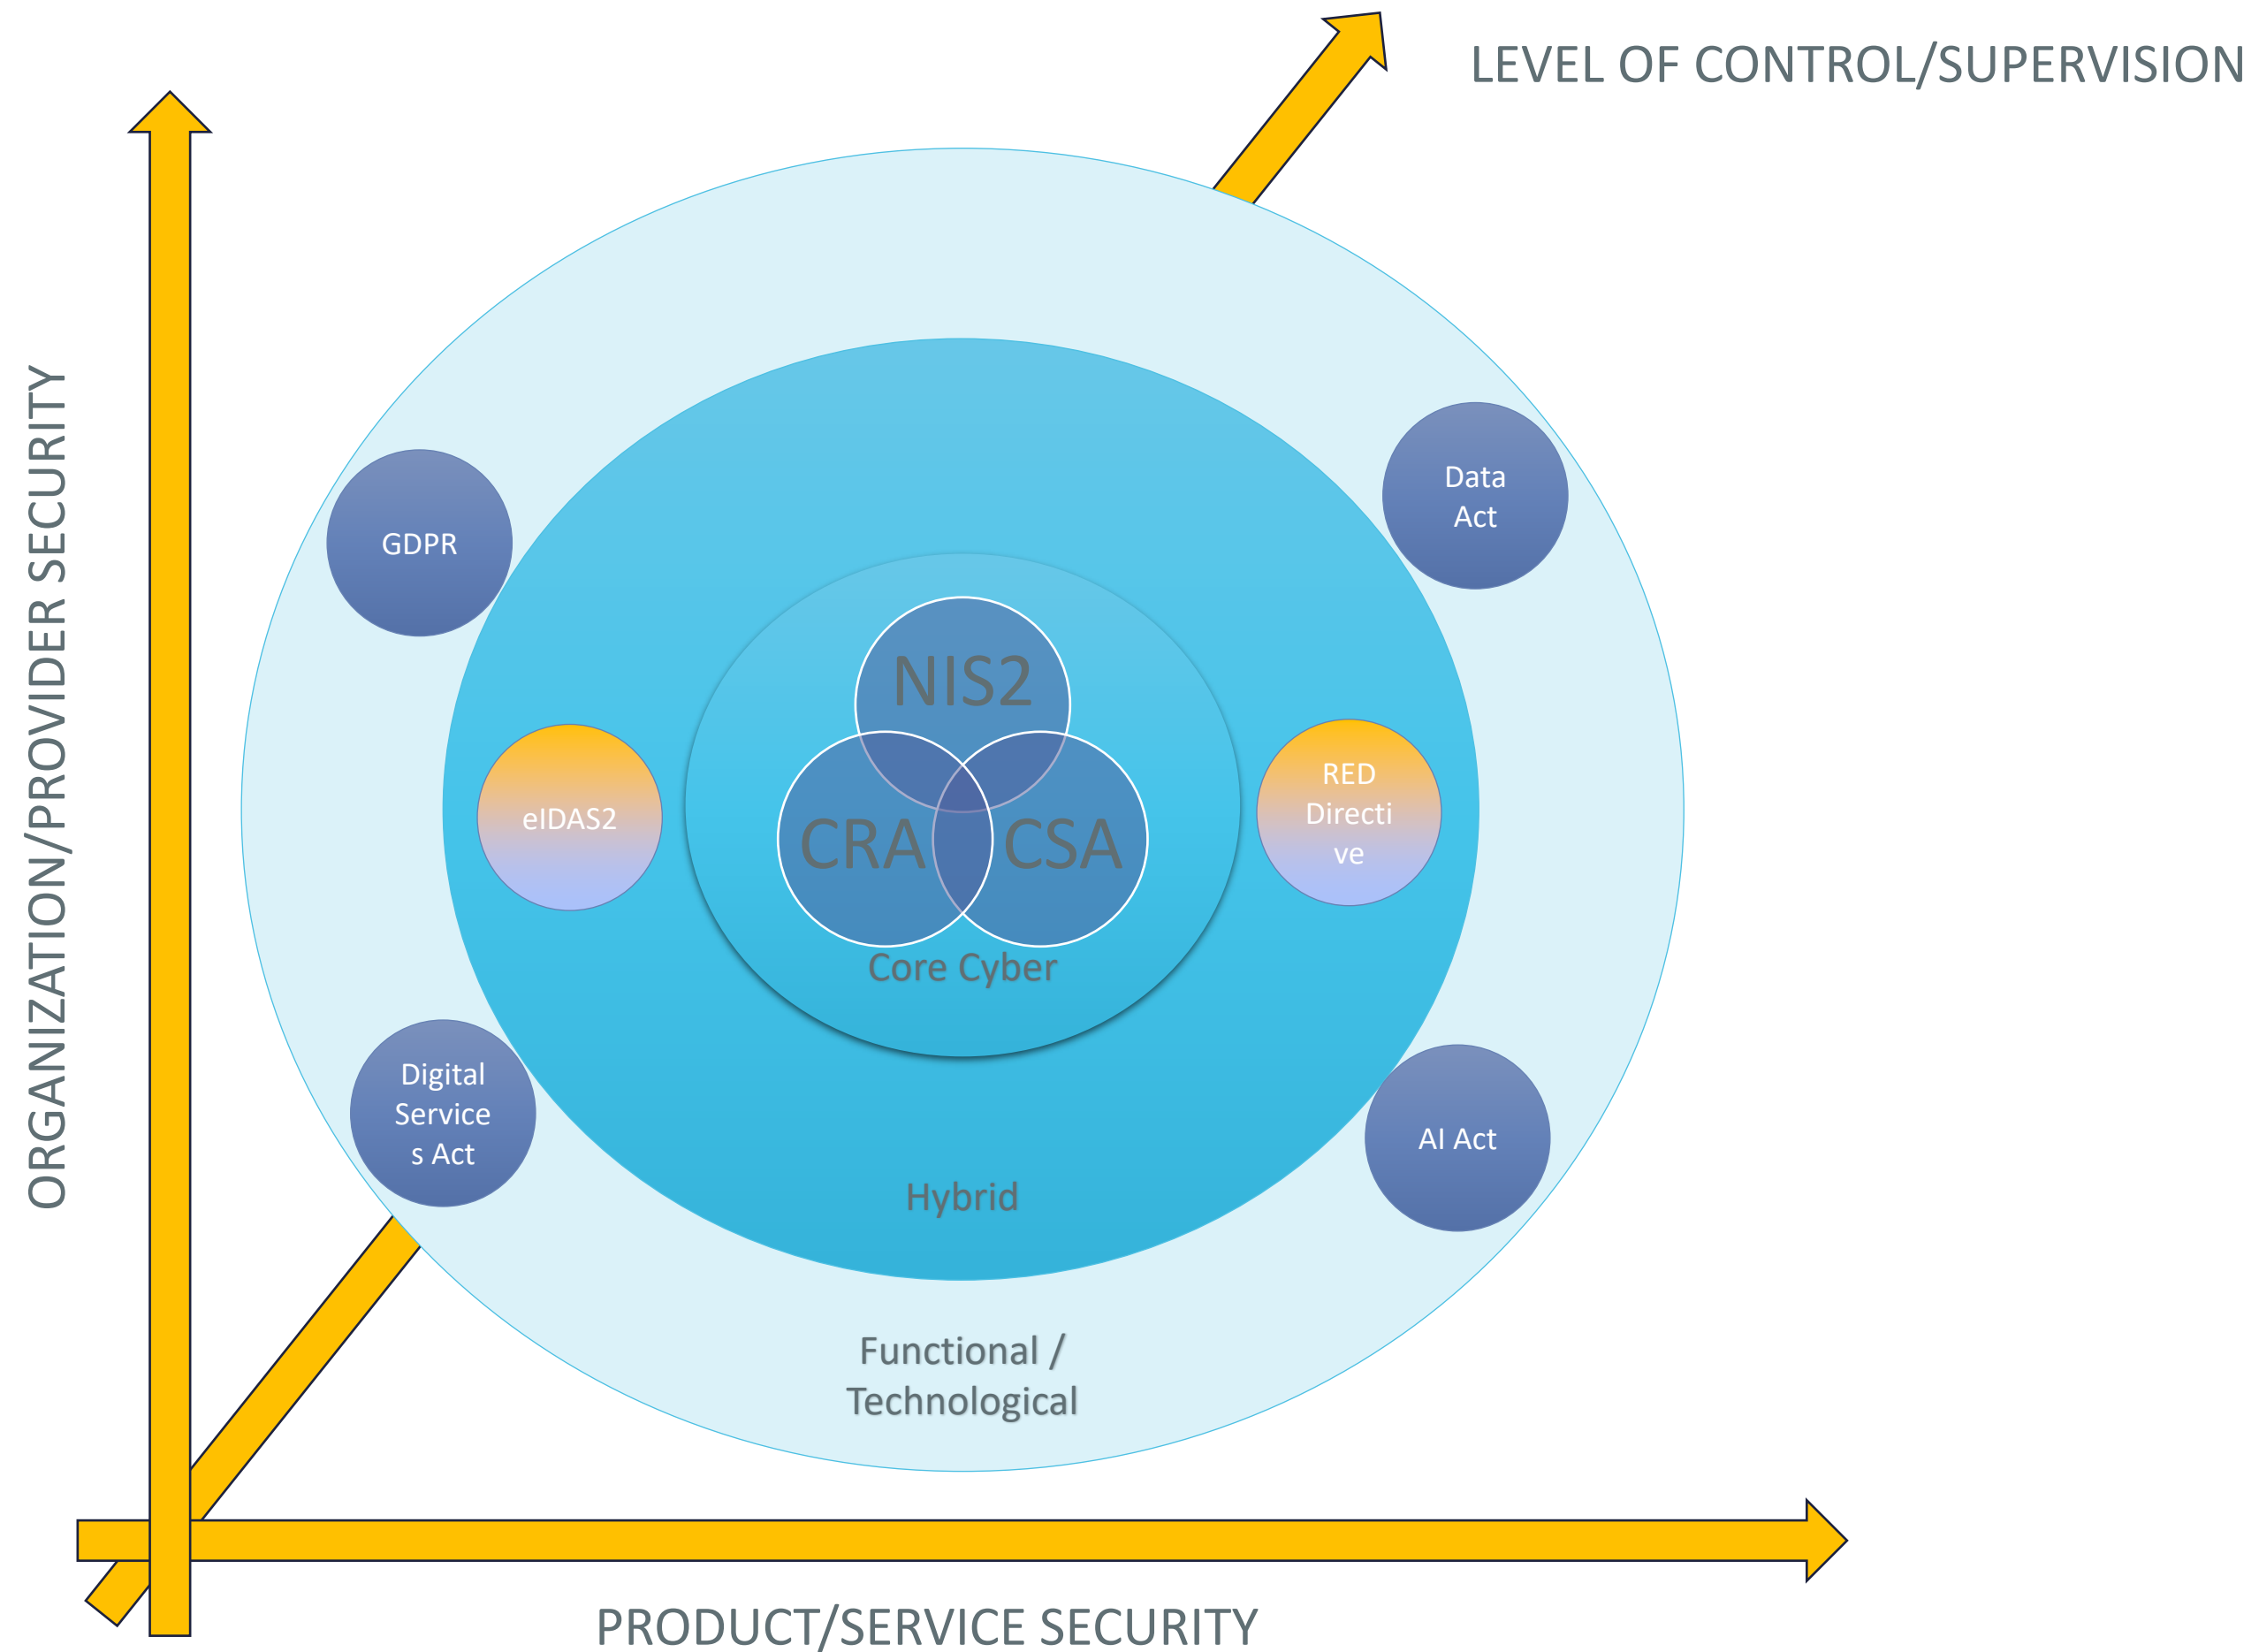 LEVEL OF CONTROL/SUPERVISION
ORGANIZATION/PROVIDER SECURITY
Data
Act
GDPR
NIS2
eIDAS2
RED
Directi
ve
CRA
CSA
Core Cyber
Digital
Service
s Act
AI Act
Hybrid
Functional /
Technological
PRODUCT/SERVICE SECURITY